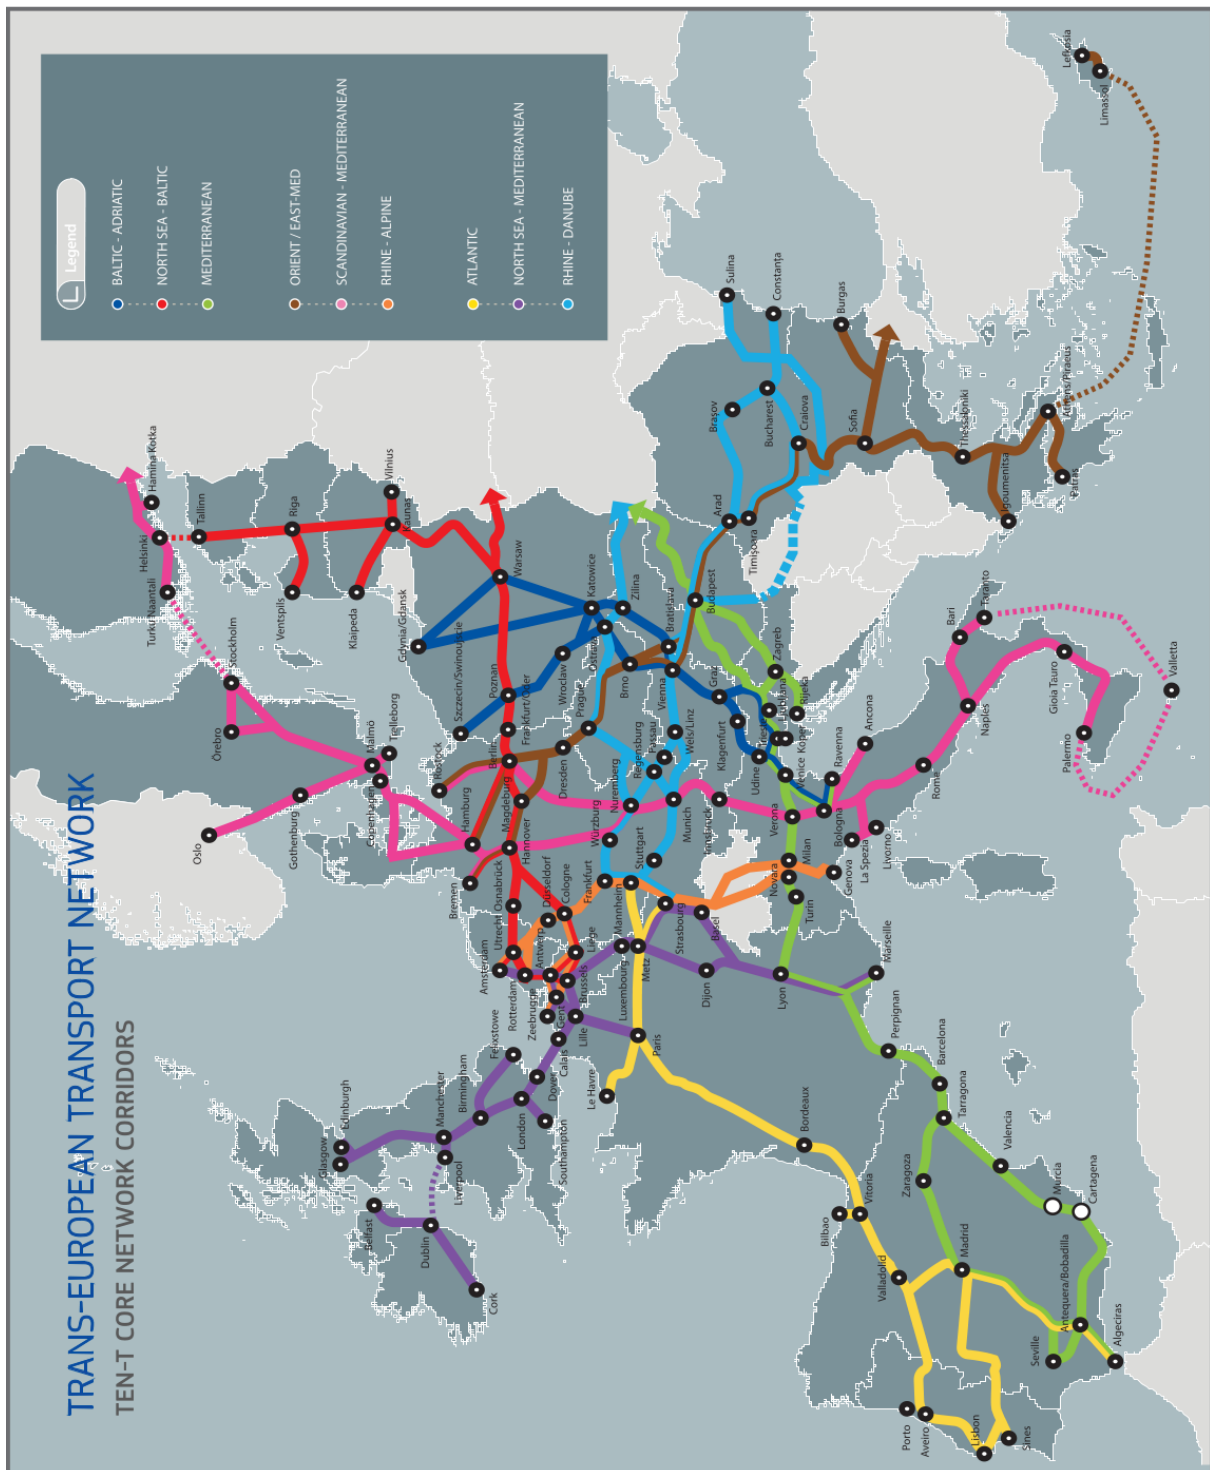 TRANS-EUROPEAN TRANSPORT NETWORK
TEN-T CORE NETWORK CORRIDORS
Legend
BALTIC - ADRIATIC
NORTH SEA - BALTIC
MEDITERRANEAN
ORIENT / EAST-MED
SCANDINAVIAN - MEDITERRANEAN
RHINE - ALPINE
ATLANTIC
NORTH SEA - MEDITERRANEAN
RHINE - DANUBE
Oslo
Gothenburg
Örebro
Stockholm
Turku
Naantali
Helsinki
Hamina Kotka
Tallinn
Riga
Ventspils
Klaipeda
Kaunas
Vilnius
Malmö
Trelleborg
Copenhagen
Gdynia/Gdansk
Szczecin/Swinoujscie
Rostock
Hamburg
Bremen
Glasgow
Edinburgh
Belfast
Dublin
Cork
Liverpool
Manchester
Birmingham
Felixstowe
London
Dover
Southampton
Calais
Lille
Gent
Zeebrugge
Brussels
Antwerp
Rotterdam
Amsterdam
Utrecht
Osnabrück
Hannover
Magdeburg
Berlin
Frankfurt/Oder
Poznan
Warsaw
Düsseldorf
Cologne
Liège
Frankfurt
Dresden
Wroclaw
Katowice
Ostrava
Prague
Zilina
Brno
Bratislava
Vienna
Wels/Linz
Passau
Regensburg
Nuremberg
Würzburg
Stuttgart
Munich
Mannheim
Luxembourg
Metz
Strasbourg
Basel
Le Havre
Paris
Dijon
Lyon
Marseille
Innsbruck
Klagenfurt
Graz
Udine
Trieste
Ljubljana
Koper
Venice
Zagreb
Rijeka
Budapest
Arad
Timişoara
Braşov
Bucharest
Craiova
Sulina
Constanţa
Burgas
Sofia
Thessaloniki
Igoumenitsa
Patras
Athens/Piraeus
Limassol
Lefkosia
Novara
Milan
Turin
Verona
Genova
Bologna
Ravenna
La Spezia
Livorno
Ancona
Roma
Naples
Bari
Taranto
Gioia Tauro
Palermo
Valletta
Bordeaux
Bilbao
Vitoria
Valladolid
Zaragoza
Madrid
Perpignan
Barcelona
Tarragona
Valencia
Murcia
Cartagena
Antequera/Bobadilla
Seville
Algeciras
Porto
Aveiro
Lisbon
Sines